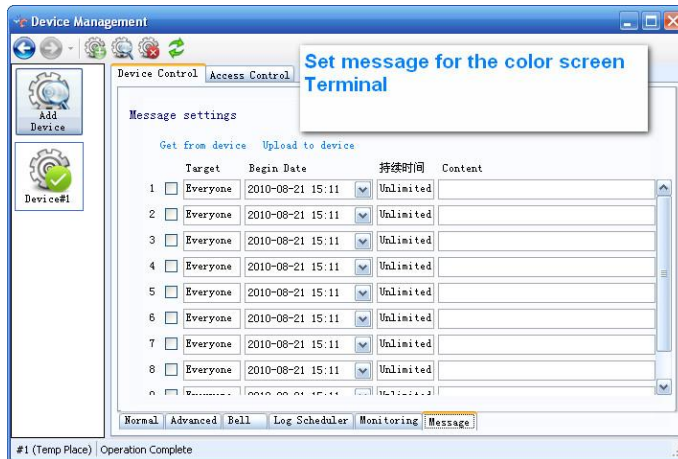 Device Management
Set message for the color screen
Terminal
Device Control Access Control
Add
Device
Device#1
Message settings
Get from device Upload to device
Target Begin Date 持续时间 Content
1 Everyone 2010-08-21 15:11 Unlimited
2 Everyone 2010-08-21 15:11 Unlimited
3 Everyone 2010-08-21 15:11 Unlimited
4 Everyone 2010-08-21 15:11 Unlimited
5 Everyone 2010-08-21 15:11 Unlimited
6 Everyone 2010-08-21 15:11 Unlimited
7 Everyone 2010-08-21 15:11 Unlimited
8 Everyone 2010-08-21 15:11 Unlimited
Normal Advanced Bell Log Scheduler Monitoring Message
#1 (Temp Place) Operation Complete